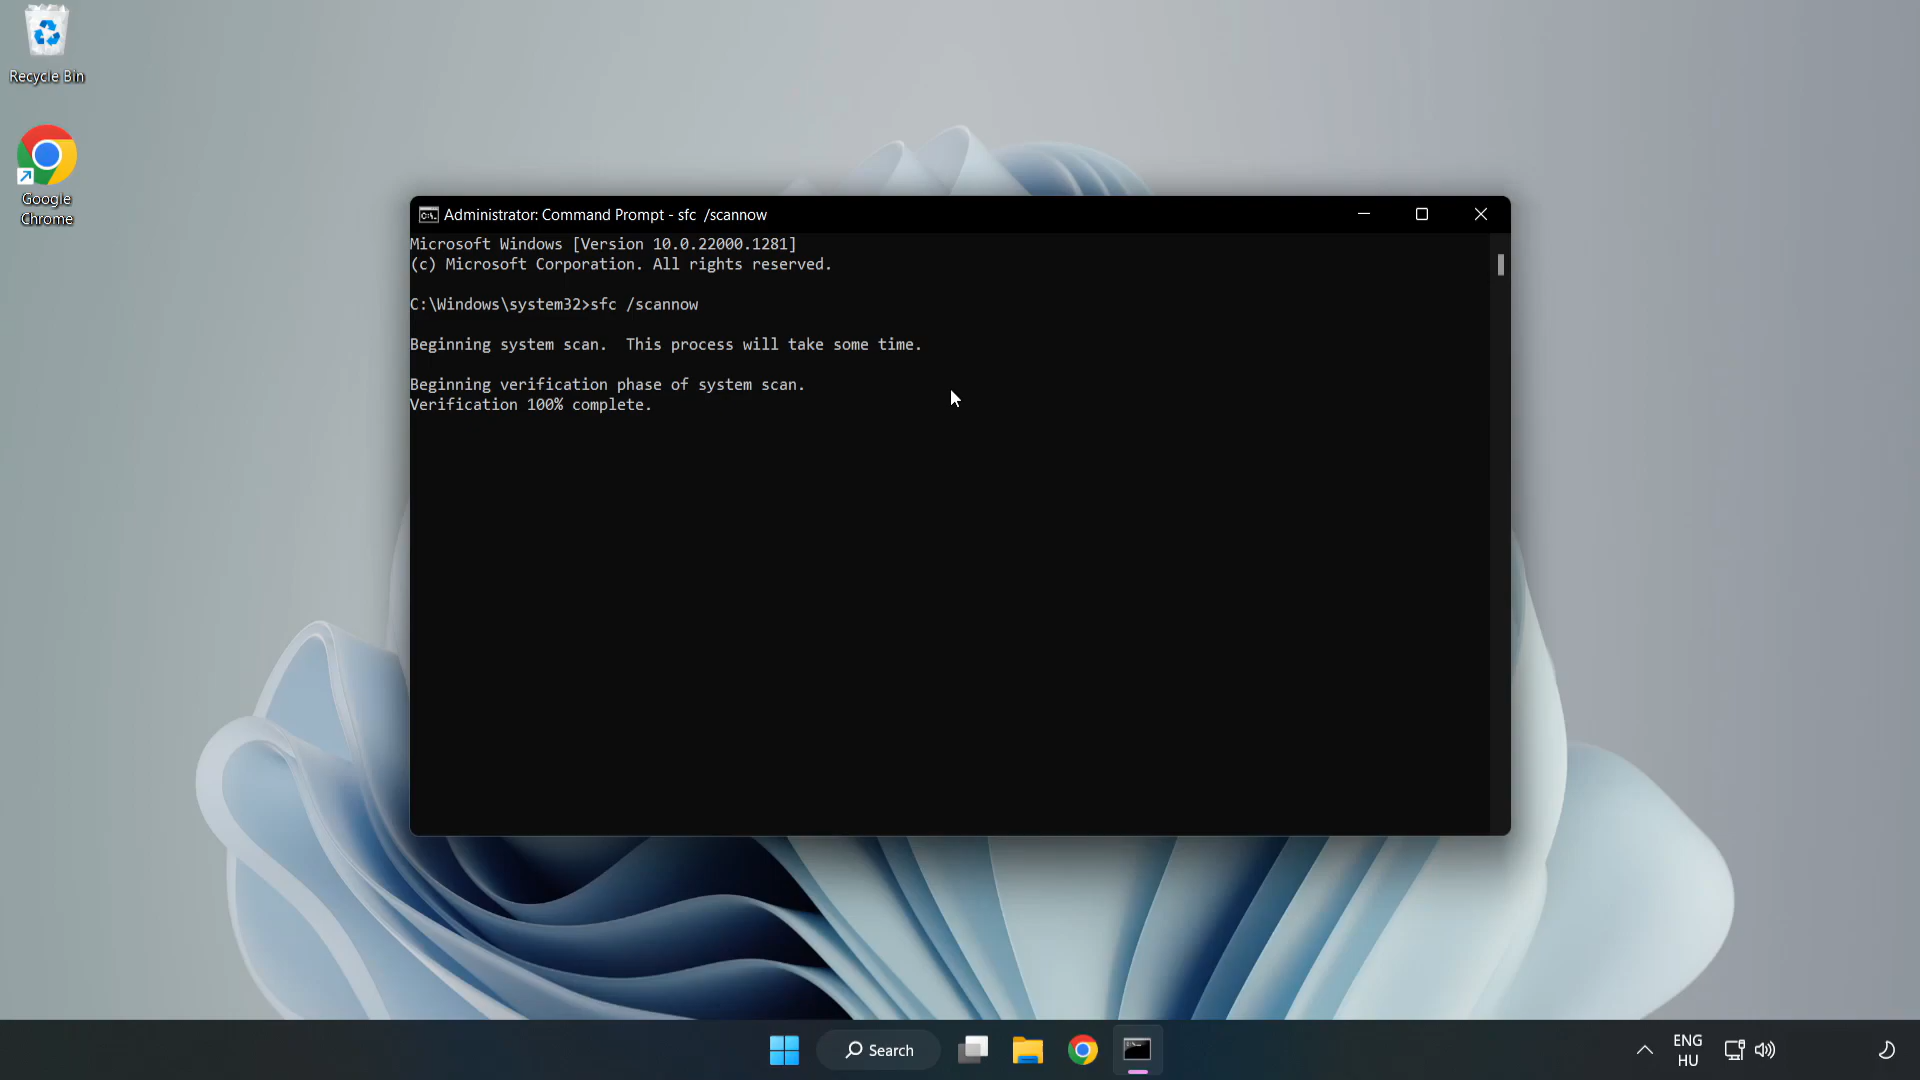 Recycle Bin
Google
Chrome
Administrator: Command Prompt - sfc  /scannow
Microsoft Windows [Version 10.0.22000.1281]
(c) Microsoft Corporation. All rights reserved.
C:\Windows\system32>sfc /scannow
Beginning system scan.  This process will take some time.
Beginning verification phase of system scan.
Verification 100% complete.
Search
ENG
HU